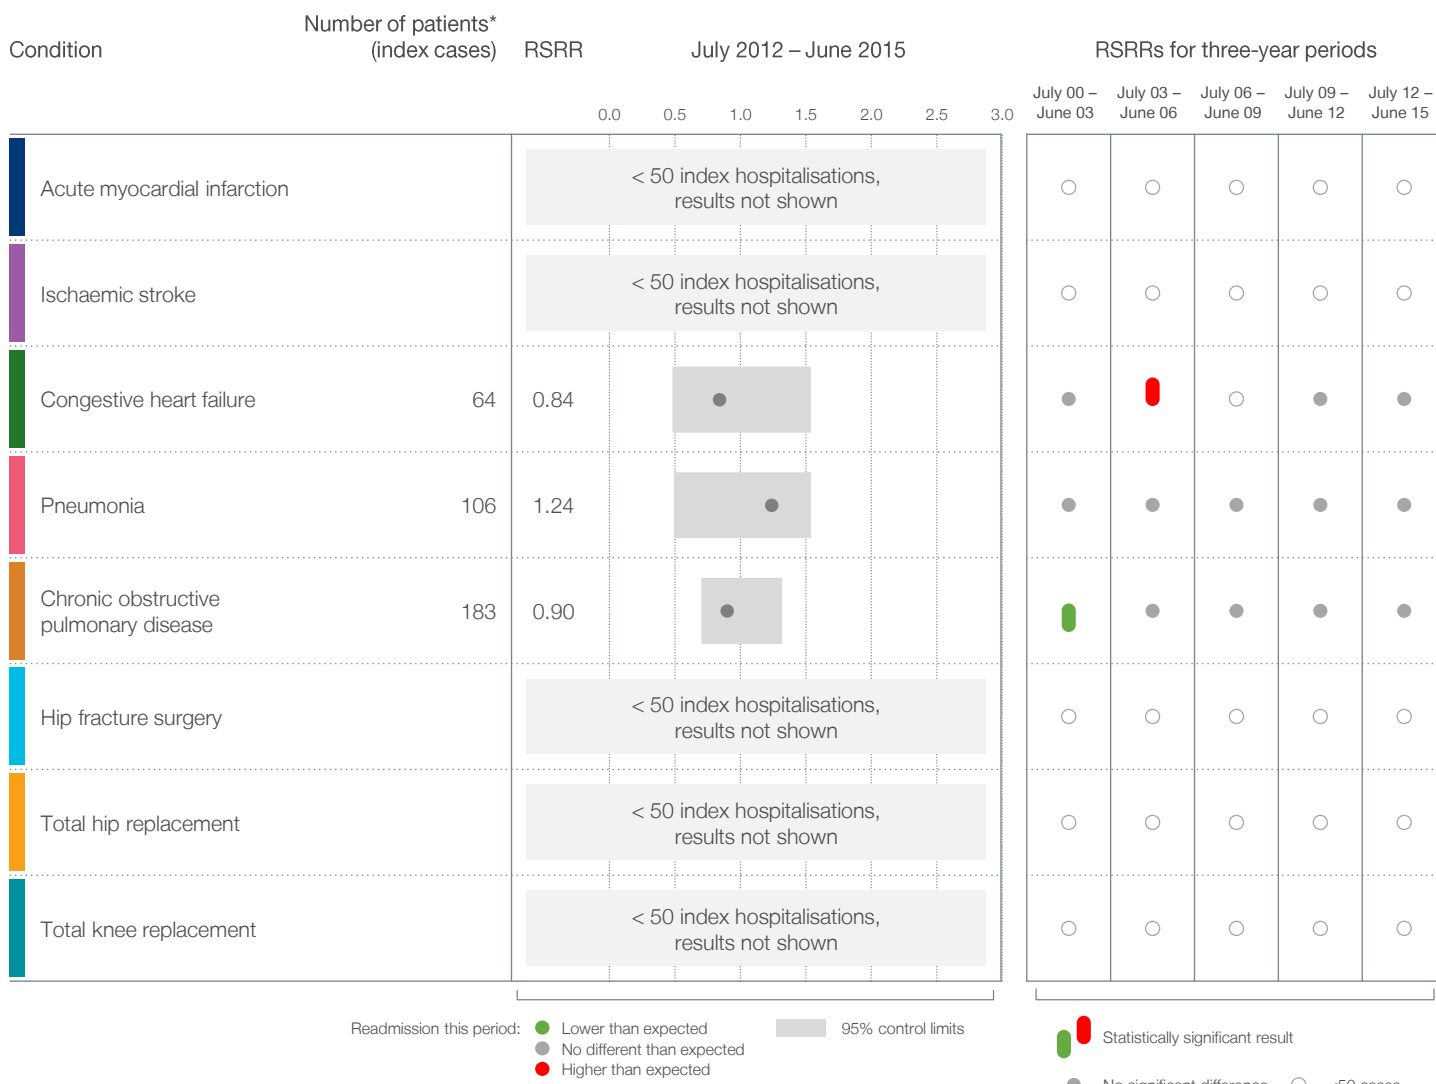 Condition
Number of patients*
(index cases)
RSRR
July 2012 – June 2015
RSRRs for three-year periods
0.0 0.5 1.0 1.5 2.0 2.5 3.0
July 00 –
June 03
July 03 –
June 06
July 06 –
June 09
July 09 –
June 12
July 12 –
June 15
Acute myocardial infarction
< 50 index hospitalisations,
results not shown
Ischaemic stroke
< 50 index hospitalisations,
results not shown
Congestive heart failure 64 0.84
Pneumonia 106 1.24
Chronic obstructive
pulmonary disease 183 0.90
Hip fracture surgery
< 50 index hospitalisations,
results not shown
Total hip replacement
< 50 index hospitalisations,
results not shown
Total knee replacement
< 50 index hospitalisations,
results not shown
Readmission this period: Lower than expected
No different than expected
Higher than expected
95% control limits
Statistically significant result
No significant difference
<50 cases